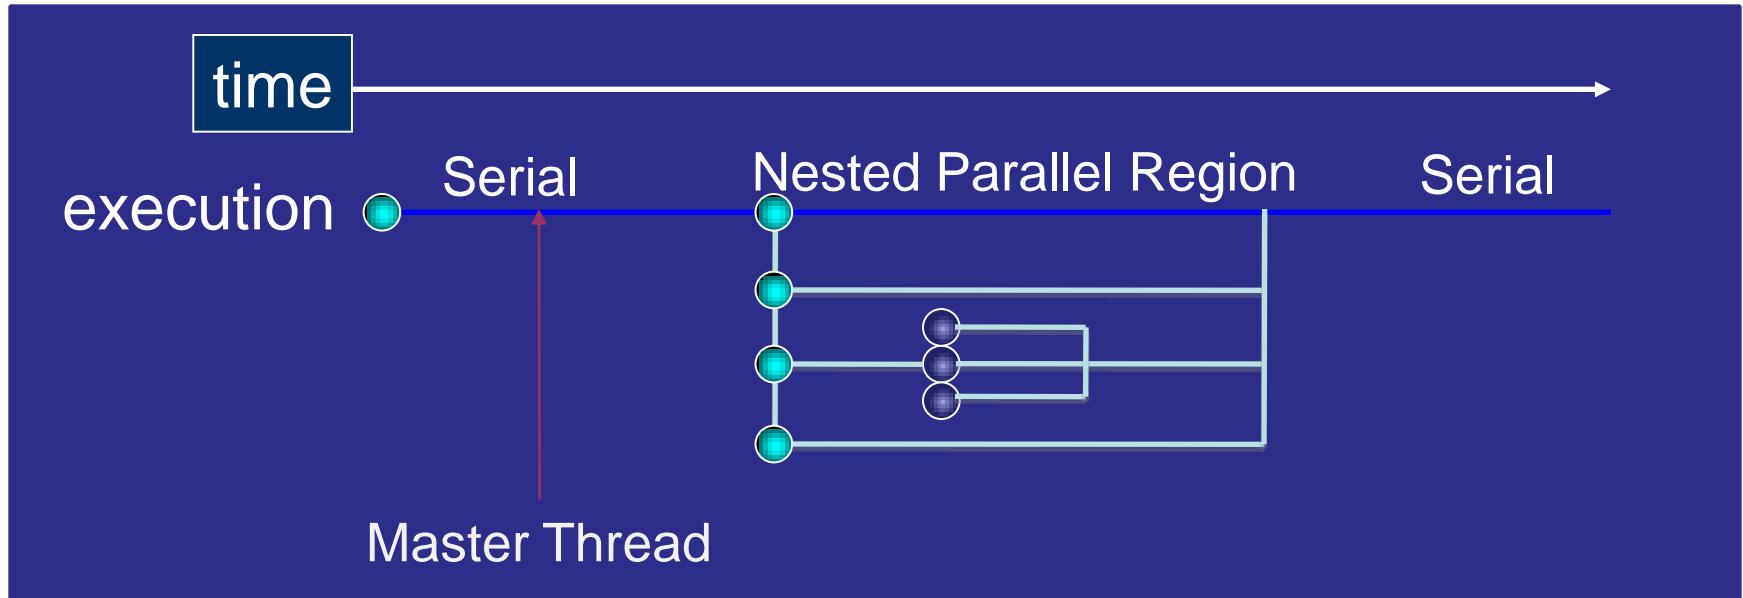 time
Serial
Nested Parallel Region
Serial
execution
Master Thread